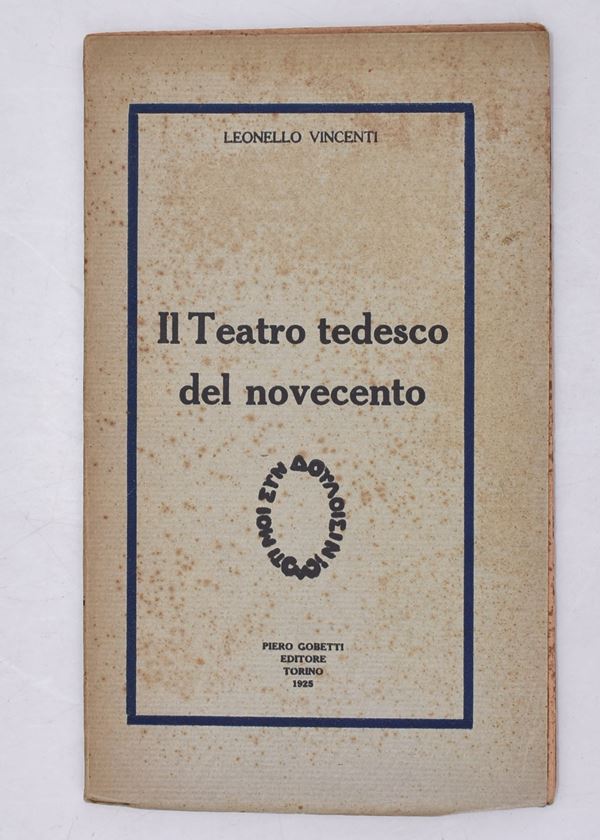 LEONELLO VINCENTI
Il Teatro tedesco
del novecento
ΤΙ ΜΟΙ ΣΥΝ ΔΟΥΛΟΙΣΙΝ
PIERO GOBETTI
EDITORE
TORINO
1925